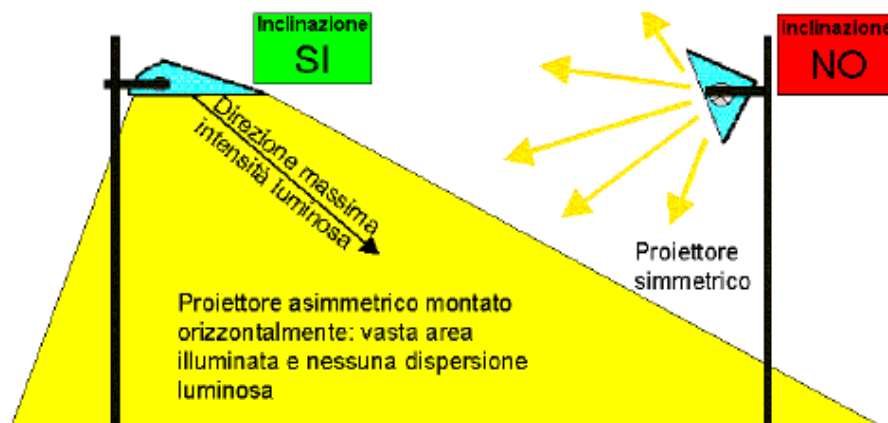 Inclinazione
SI
Inclinazione
NO
Direzione massima
intensità luminosa
Proiettore
simmetrico
Proiettore asimmetrico montato
orizzontalmente: vasta area
illuminata e nessuna dispersione
luminosa